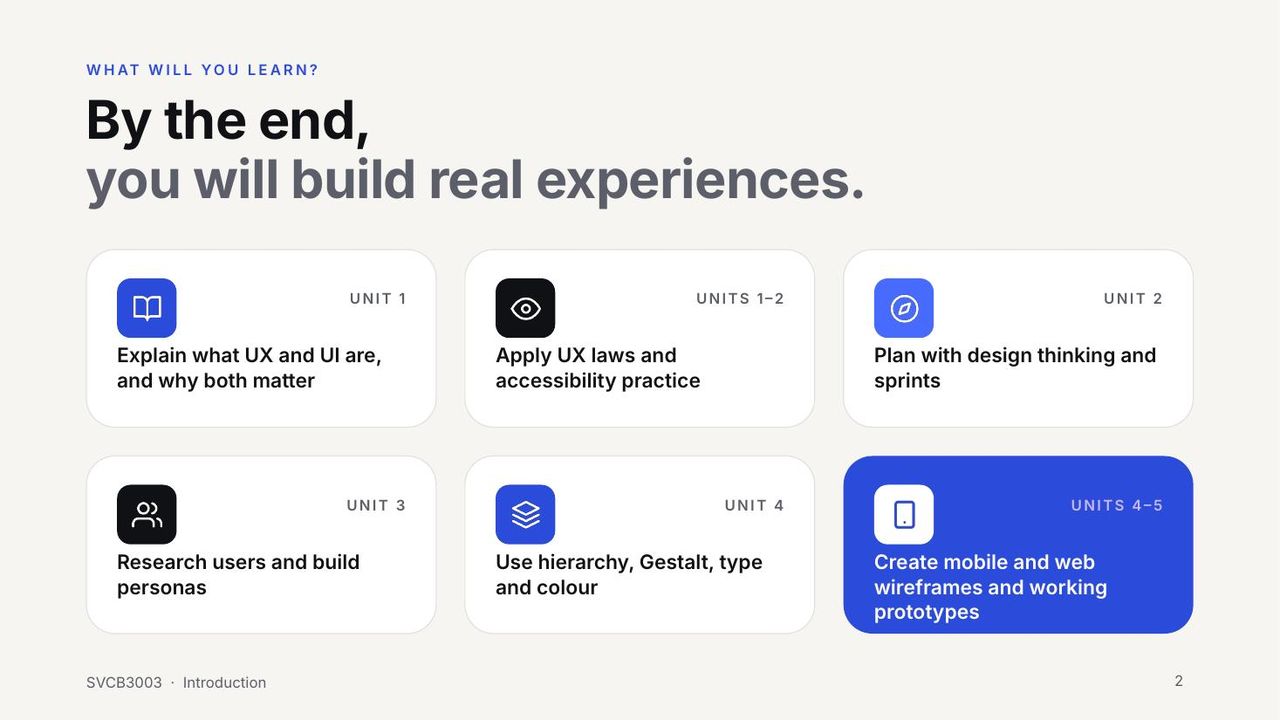 WHAT WILL YOU LEARN?
By the end,
you will build real experiences.
UNIT 1
Explain what UX and UI are,
and why both matter
UNITS 1–2
Apply UX laws and
accessibility practice
UNIT 2
Plan with design thinking and
sprints
UNIT 3
Research users and build
personas
UNIT 4
Use hierarchy, Gestalt, type
and colour
UNITS 4–5
Create mobile and web
wireframes and working
prototypes
SVCB3003 · Introduction
2